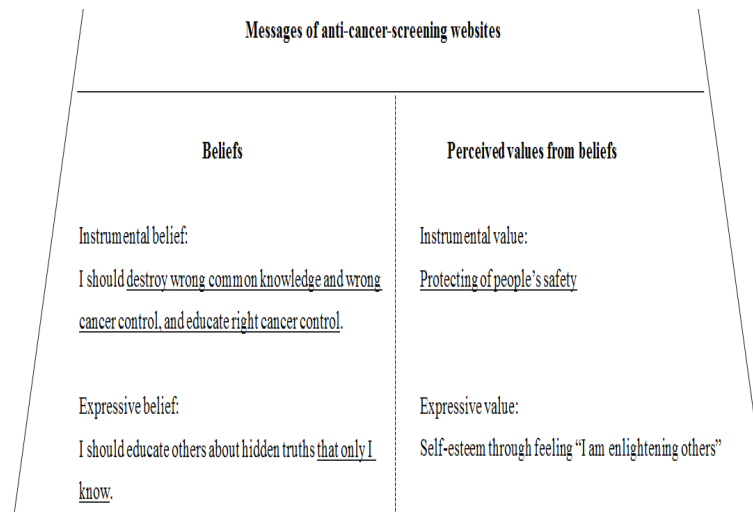 Messages of anti-cancer-screening websites
Beliefs
Perceived values from beliefs
Instrumental belief:
I should destroy wrong common knowledge and wrong
cancer control, and educate right cancer control.
Instrumental value:
Protecting of people's safety
Expressive belief:
I should educate others about hidden truths that only I
know.
Expressive value:
Self-esteem through feeling “I am enlightening others”